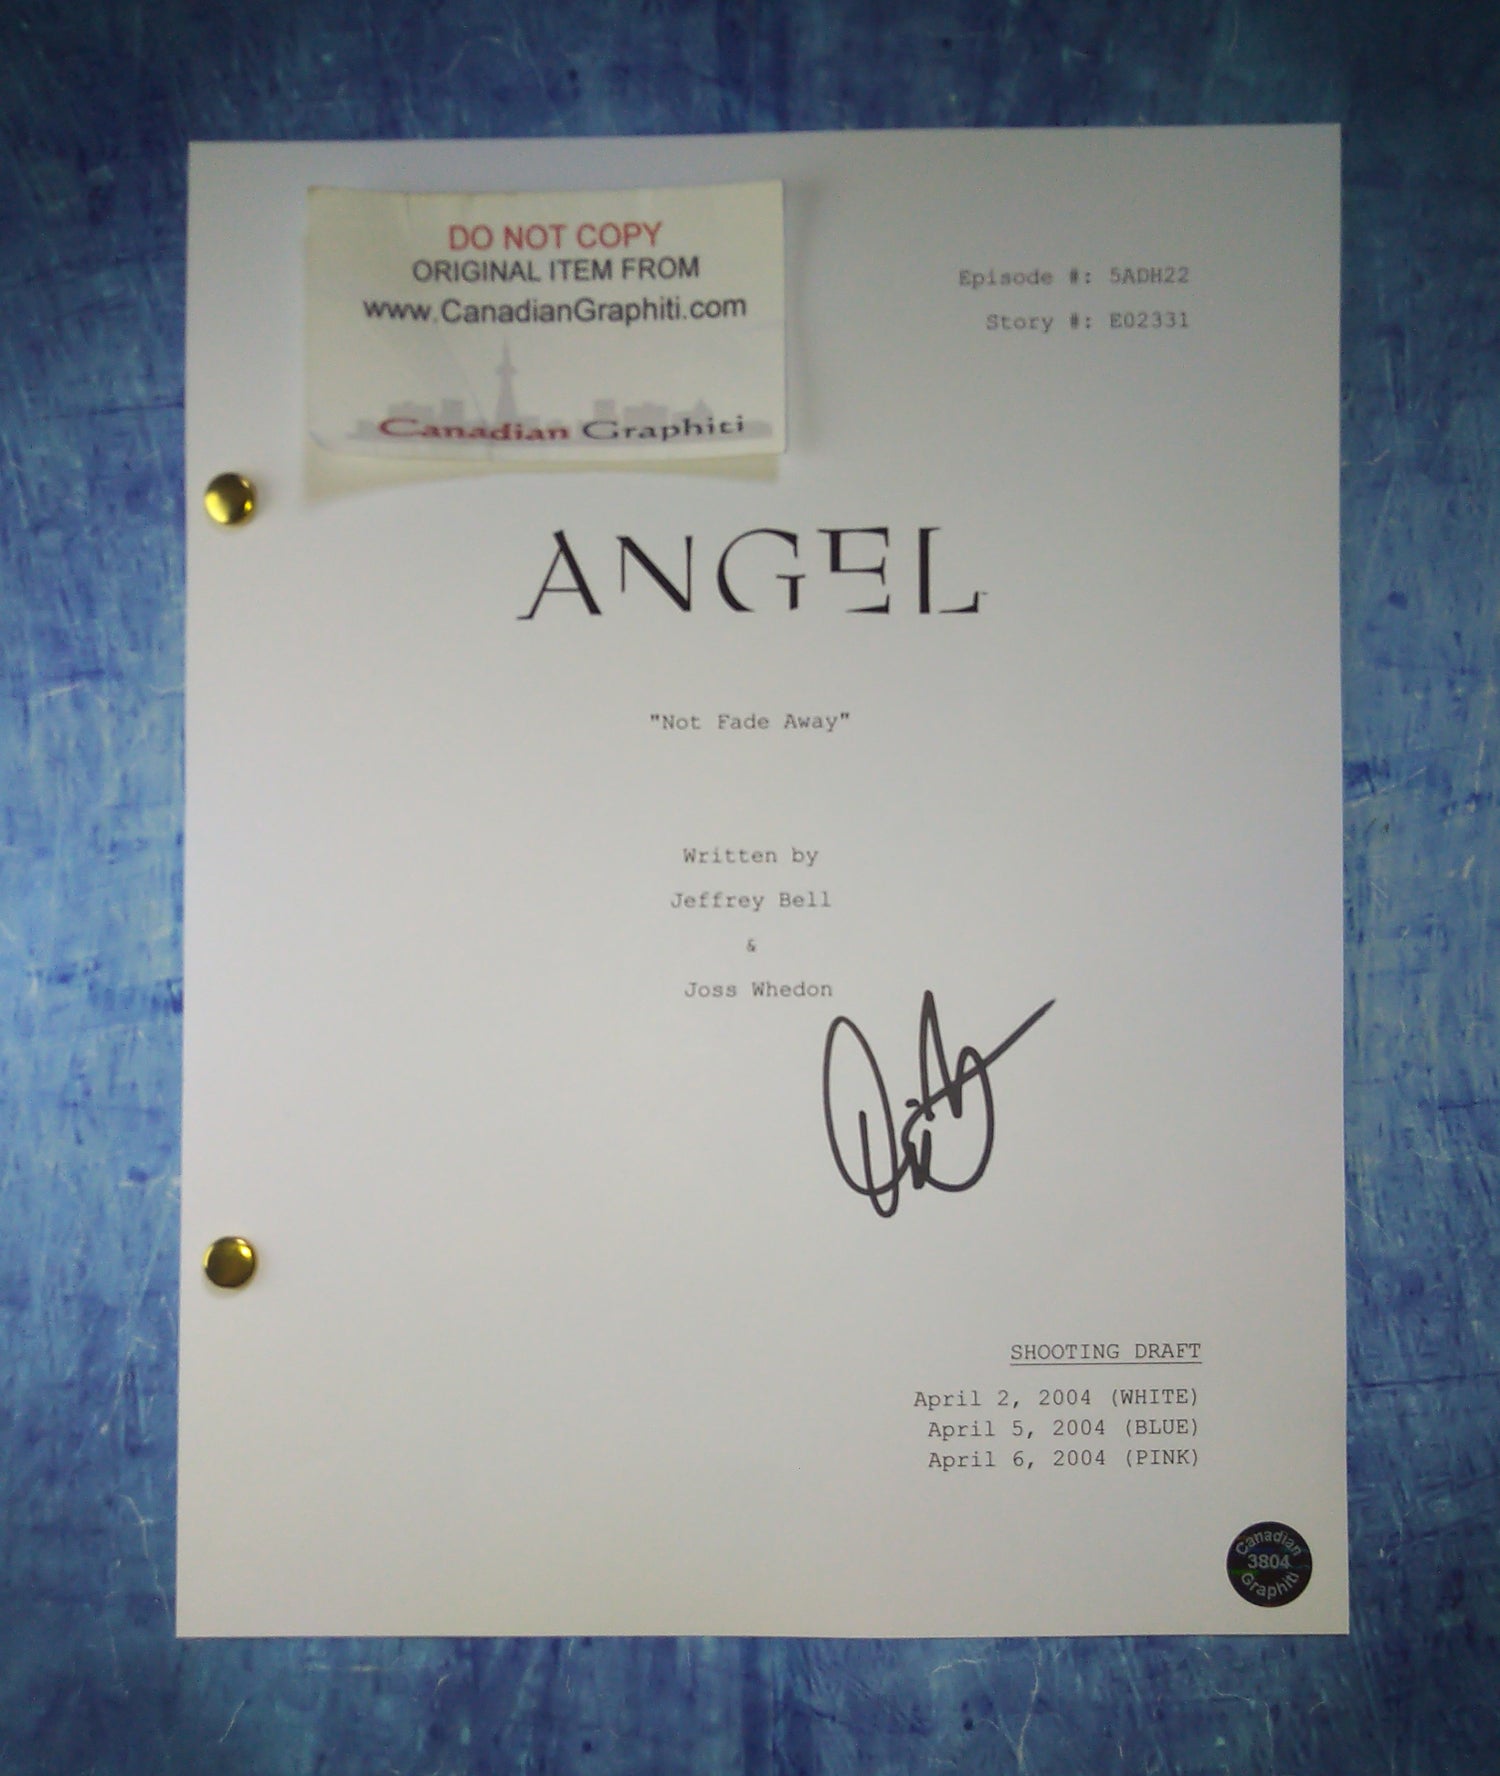 DO NOT COPY
ORIGINAL ITEM FROM
www.CanadianGraphiti.com
Canadian Graphiti
Episode #: 5ADH22
Story #: E02331
ANGEL
"Not Fade Away"
Written by
Jeffrey Bell
&
Joss Whedon
SHOOTING DRAFT
April 2, 2004 (WHITE)
April 5, 2004 (BLUE)
April 6, 2004 (PINK)
Canadian
3804
Graphiti